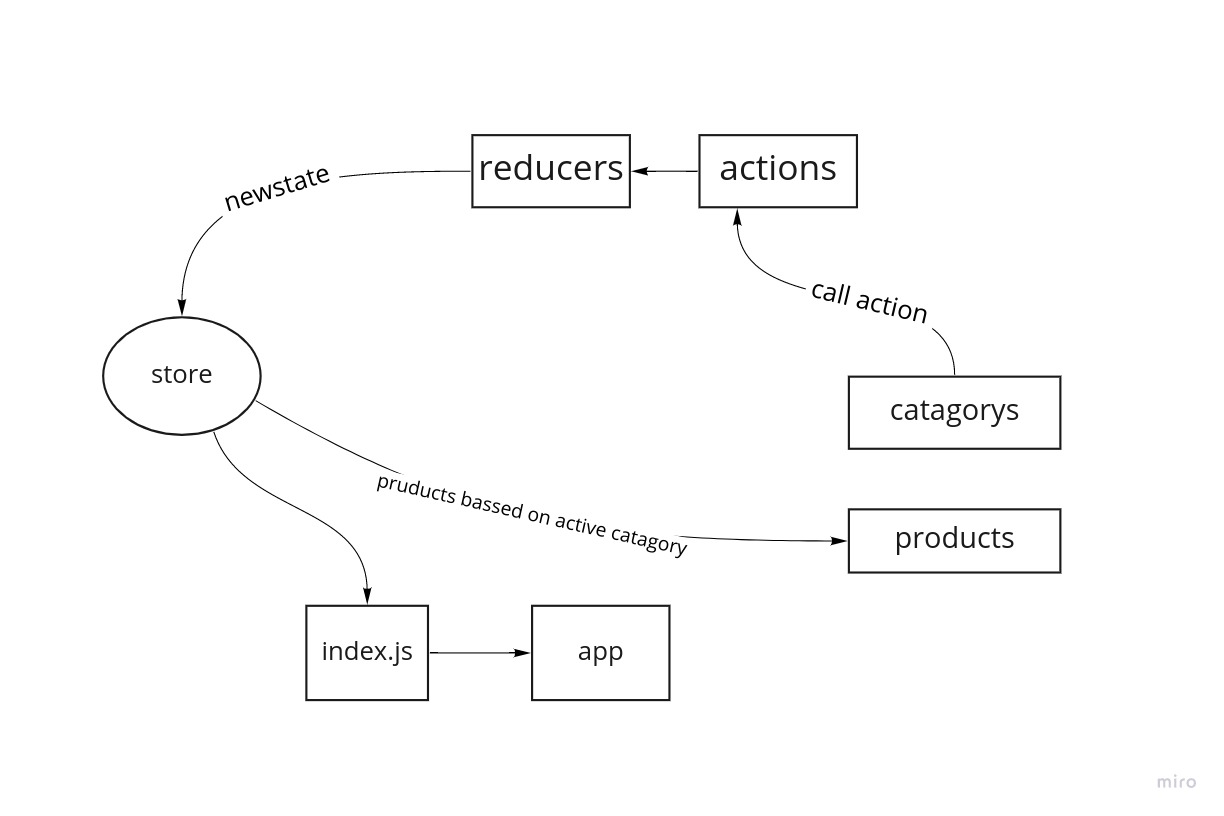 reducers
actions
newstate
call action
store
catagorys
pruducts bassed on active catagory
products
index.js
app
miro